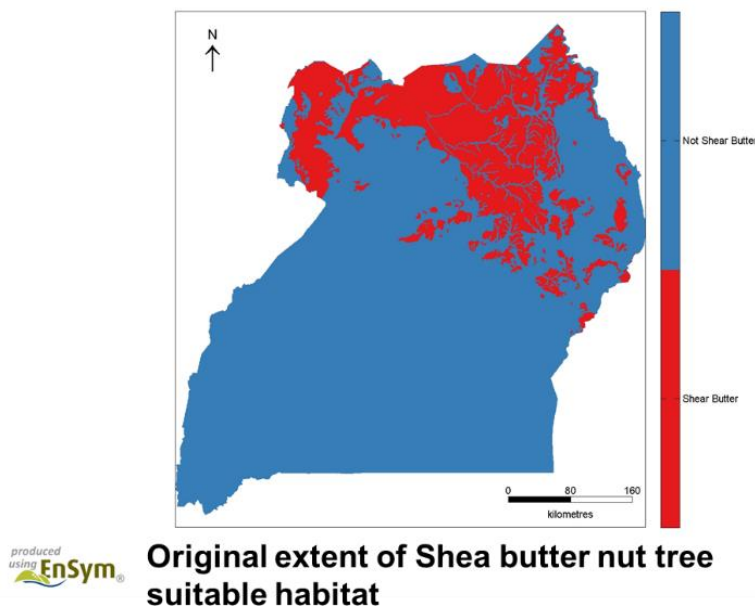 N
Not Shear Butter
Shear Butter
0 80 160
kilometres
produced
using EnSym®
Original extent of Shea butter nut tree
suitable habitat